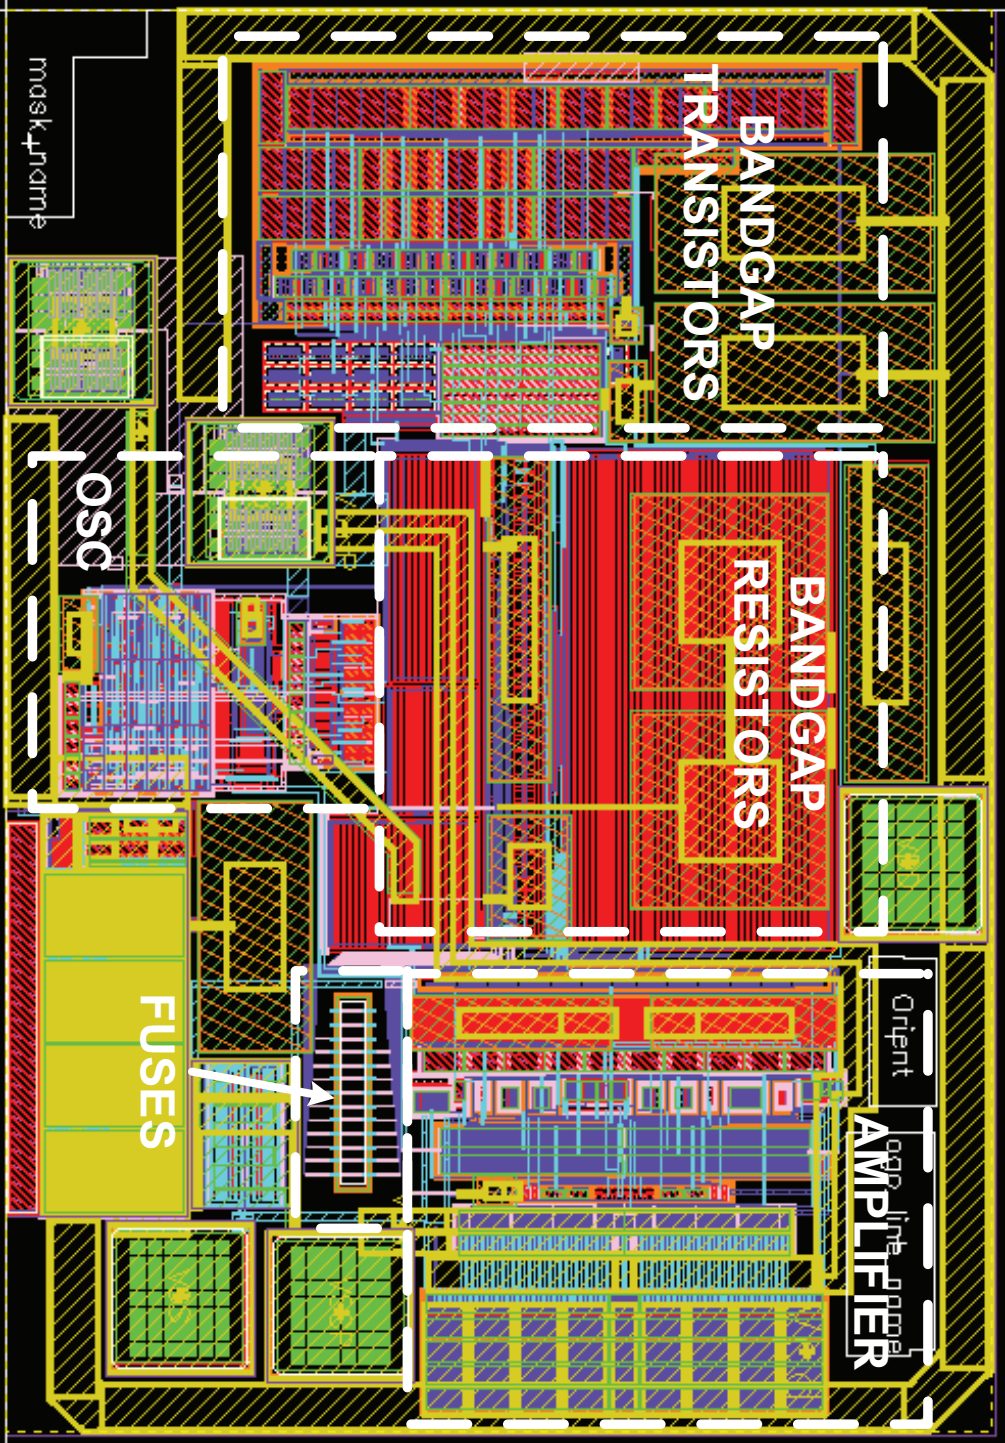 mask_name
BANDGAP
TRANSISTORS
OSC
BANDGAP
RESISTORS
FUSES
Orient
AMPLIFIER